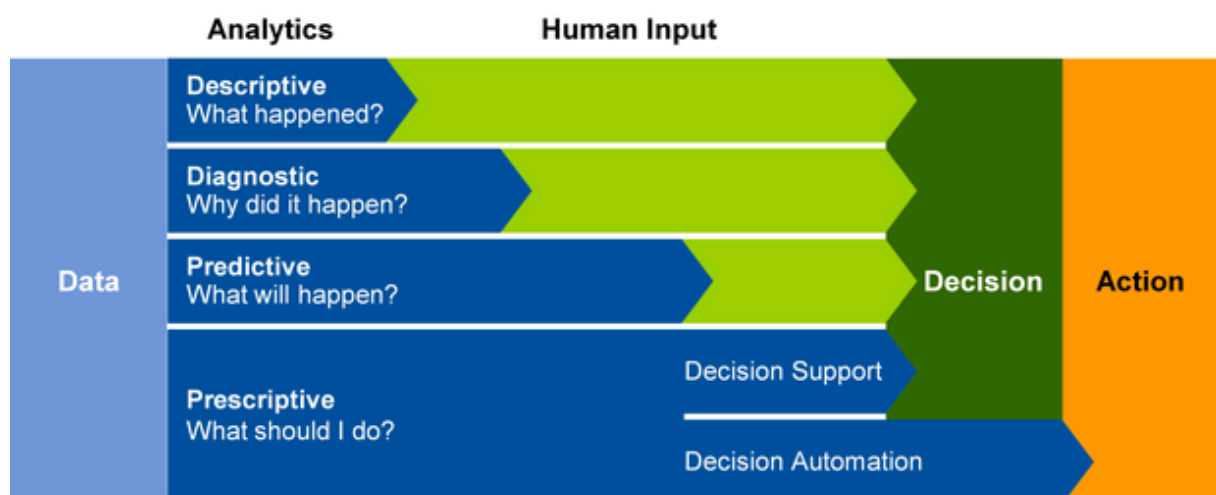 Analytics
Human Input
Data
Descriptive
What happened?
Diagnostic
Why did it happen?
Predictive
What will happen?
Prescriptive
What should I do?
Decision Support
Decision Automation
Decision
Action